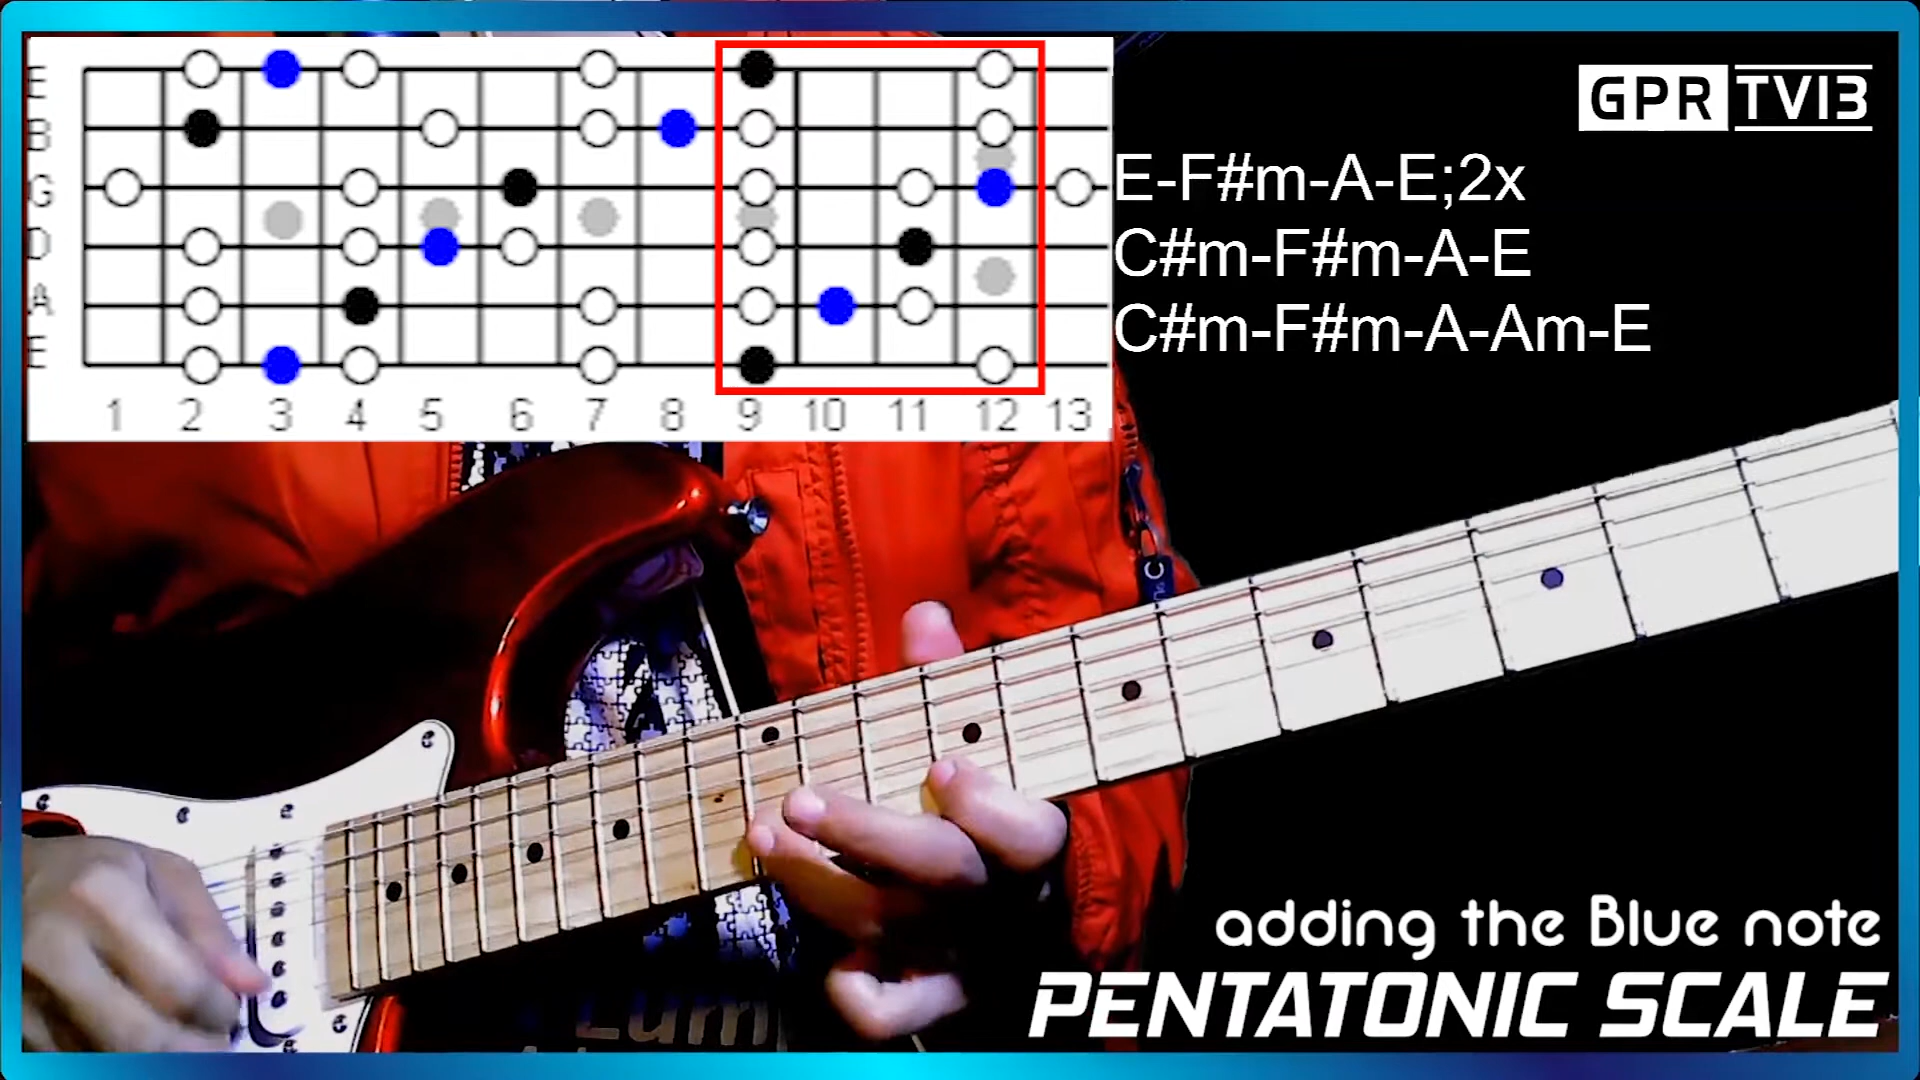 E
B
G
D
A
E
1 2 3 4 5 6 7 8 9 10 11 12 13
GPR TV13
E-F#m-A-E;2x
C#m-F#m-A-E
C#m-F#m-A-Am-E
adding the Blue note
PENTATONIC SCALE